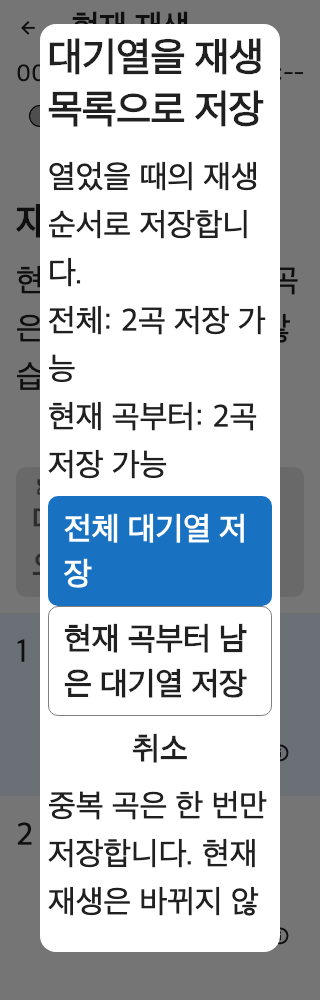 대기열을 재생
목록으로 저장
열었을 때의 재생
순서로 저장합니
다.
전체: 2곡 저장 가
능
현재 곡부터: 2곡
저장 가능
전체 대기열 저
장
현재 곡부터 남
은 대기열 저장
취소
중복 곡은 한 번만
저장합니다. 현재
재생은 바뀌지 않
1
2